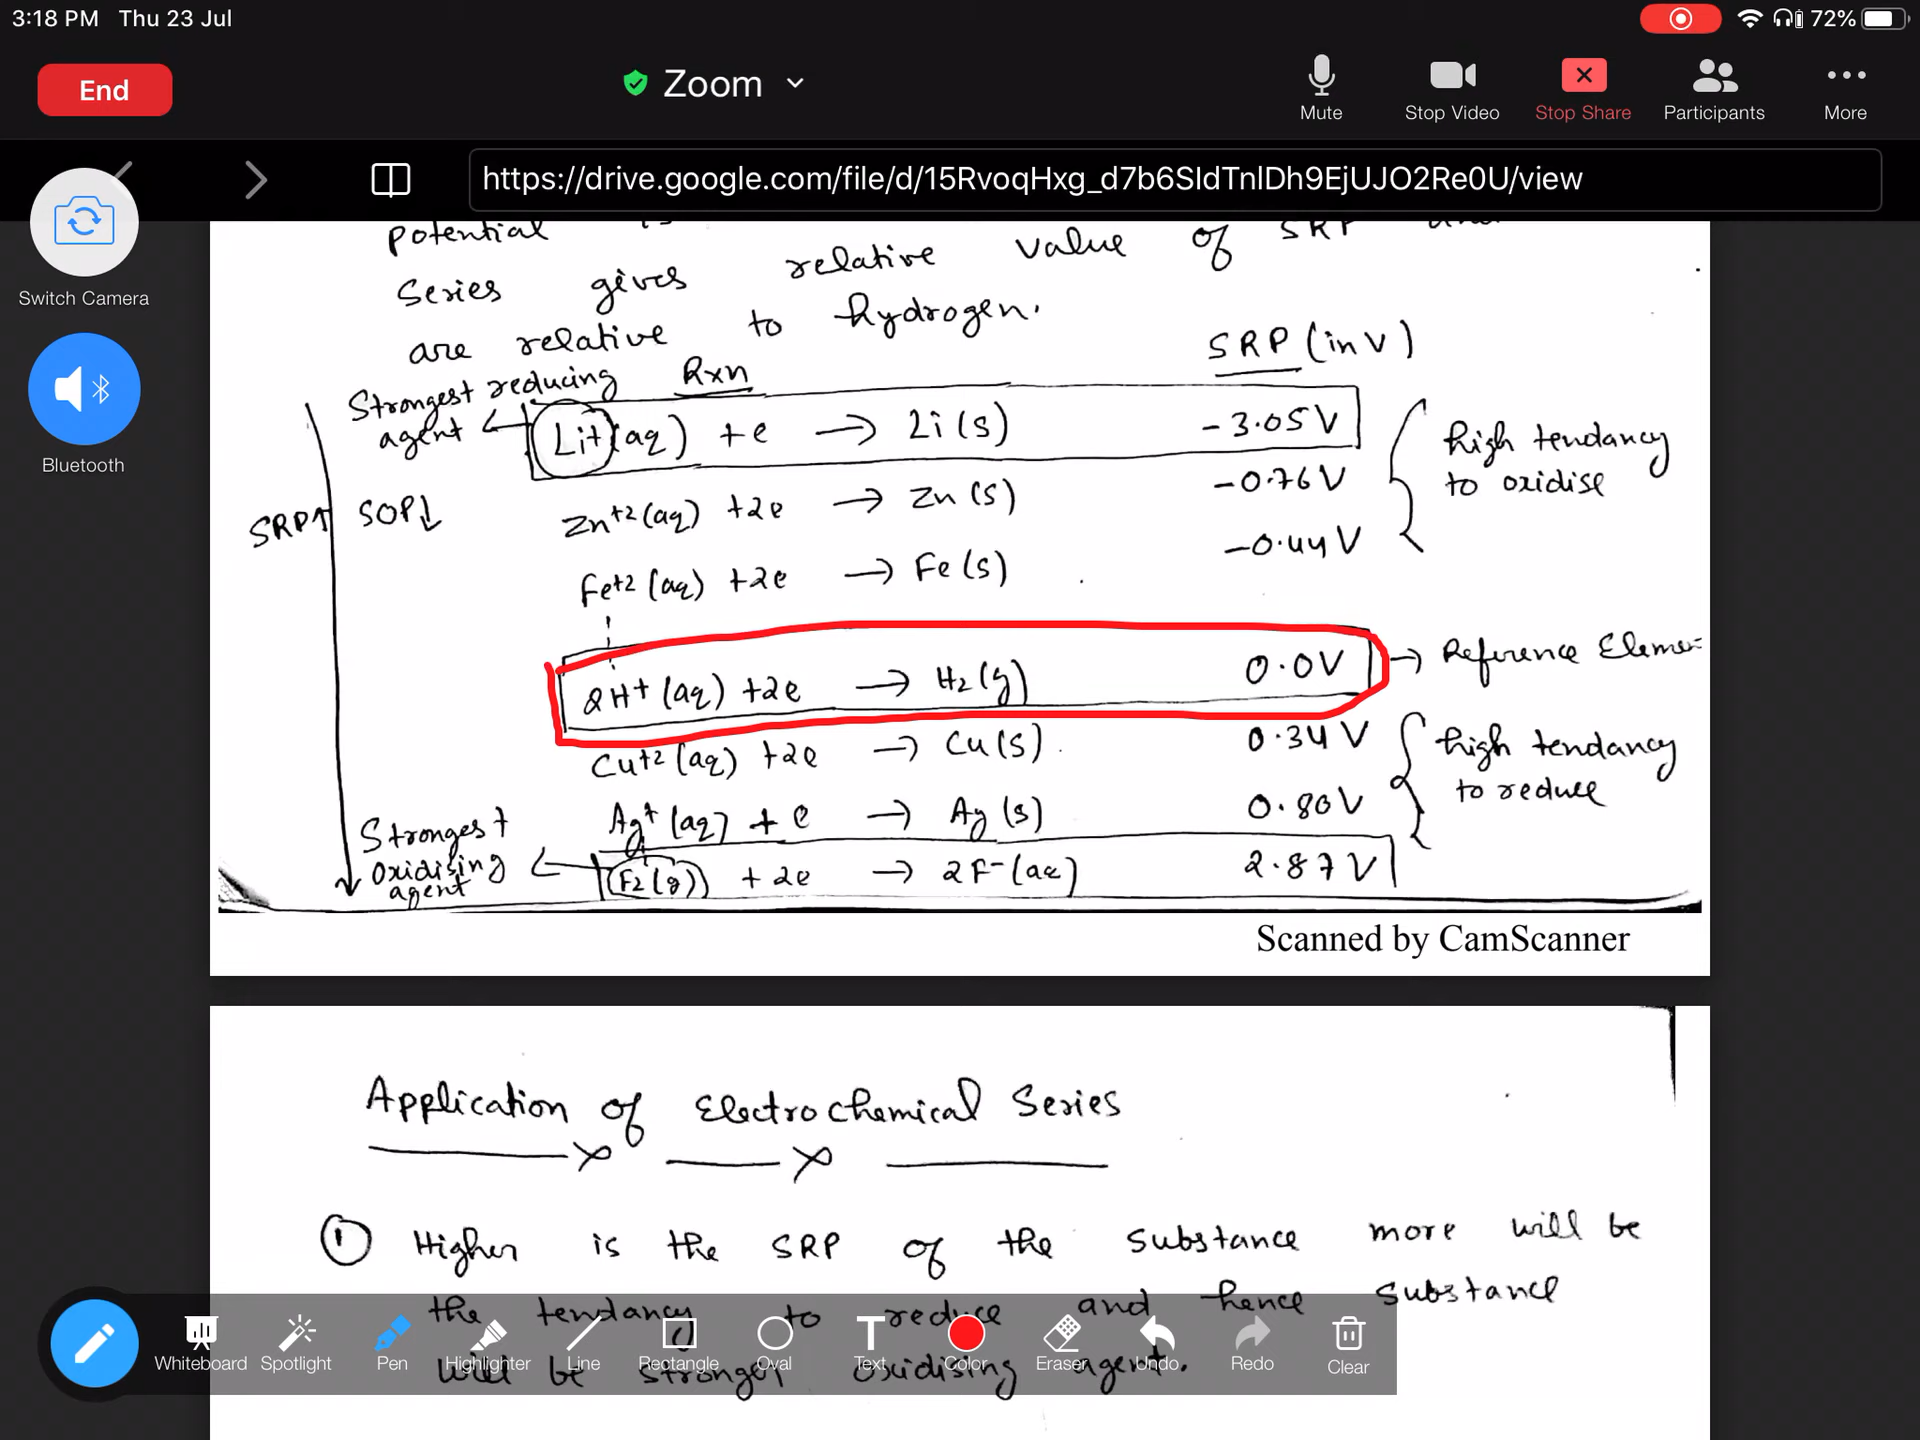 3:18 PM Thu 23 Jul
72%
End
Zoom
Mute
Stop Video
Stop Share
Participants
More
https://drive.google.com/file/d/15RvoqHxg_d7b6SIdTnlDh9EjUJO2Re0U/view
Switch Camera
Bluetooth
potential is value of SRP and
Series gives relative
are relative to hydrogen.
Rxn SRP (in V)
Strongest reducing agent
Li+(aq) +e → Li(s) -3.05V
Zn+2(aq) +2e → Zn(s) -0.76V
Fe+2(aq) +2e → Fe(s) -0.44V
high tendancy
to oxidise
SRP↑ SOP↓
2H+(aq) +2e → H2(g) 0.0V → Reference Elemen
Cu+2(aq) +2e → Cu(s) 0.34V
Ag+(aq) + e → Ag(s) 0.80V
high tendancy
to reduce
Strongest
Oxidising
agent
F2(g) + 2e → 2F-(aq) 2.87V
Scanned by CamScanner
Application of Electrochemical Series
① Higher is the SRP of the substance more will be
the tendancy to reduce and hence substance
will be stronger oxidising agent.
Whiteboard
Spotlight
Pen
Highlighter
Line
Rectangle
Oval
Text
Color
Eraser
Undo
Redo
Clear